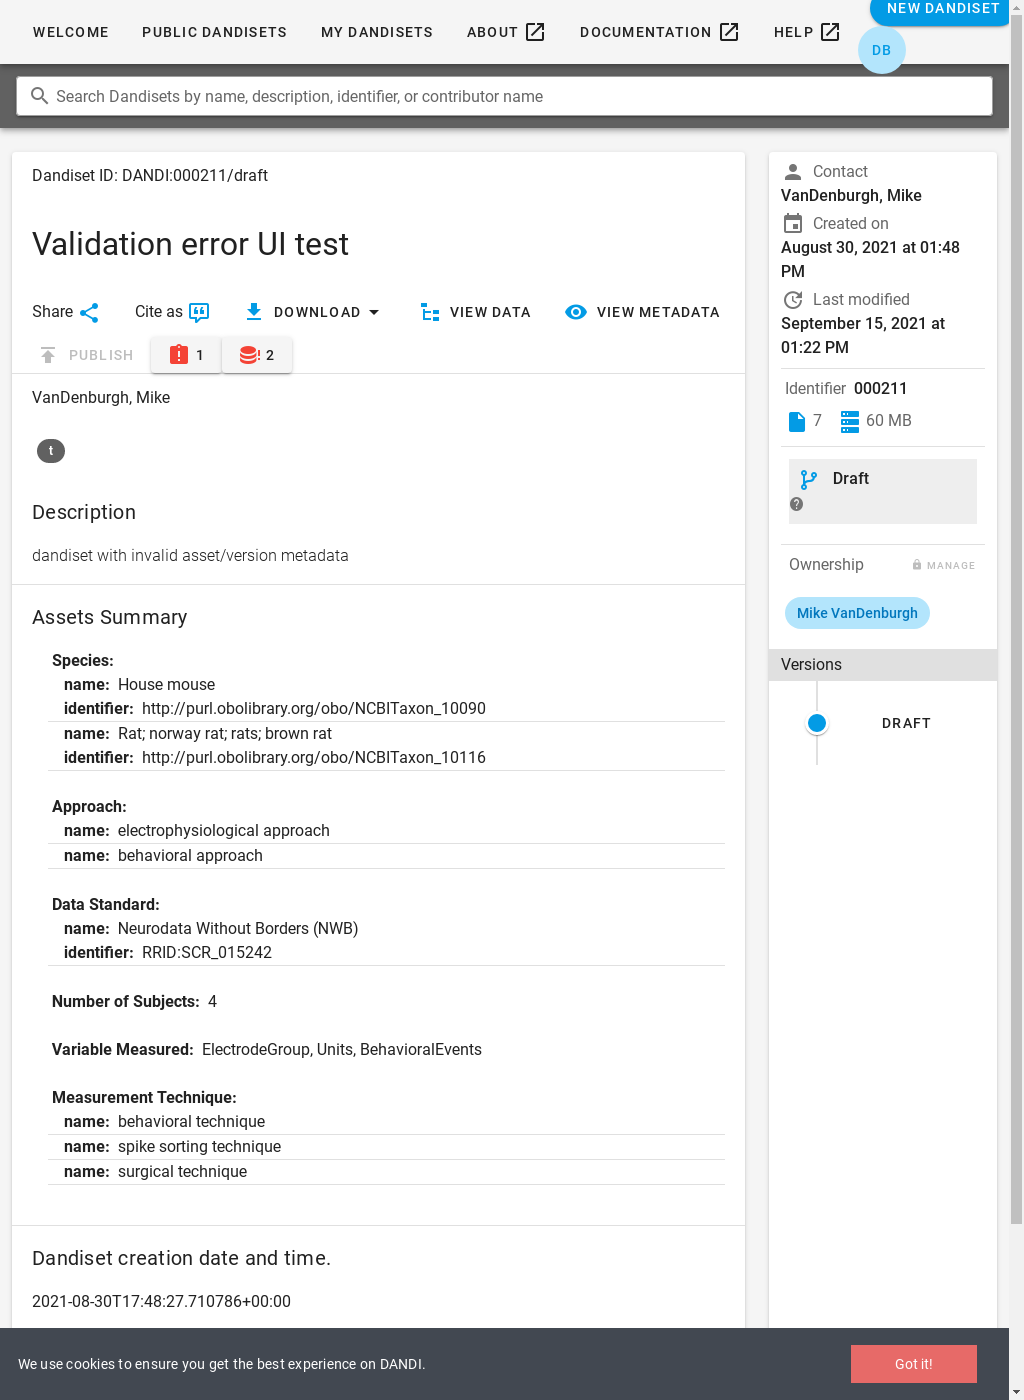 WELCOME
PUBLIC DANDISETS
MY DANDISETS
ABOUT
DOCUMENTATION
HELP
NEW DANDISET
DB
Search Dandisets by name, description, identifier, or contributor name
Dandiset ID: DANDI:000211/draft
Validation error UI test
Share
Cite as
DOWNLOAD
VIEW DATA
VIEW METADATA
PUBLISH
1
2
VanDenburgh, Mike
t
Description
dandiset with invalid asset/version metadata
Assets Summary
Species:
name: House mouse
identifier: http://purl.obolibrary.org/obo/NCBITaxon_10090
name: Rat; norway rat; rats; brown rat
identifier: http://purl.obolibrary.org/obo/NCBITaxon_10116
Approach:
name: electrophysiological approach
name: behavioral approach
Data Standard:
name: Neurodata Without Borders (NWB)
identifier: RRID:SCR_015242
Number of Subjects: 4
Variable Measured: ElectrodeGroup, Units, BehavioralEvents
Measurement Technique:
name: behavioral technique
name: spike sorting technique
name: surgical technique
Dandiset creation date and time.
2021-08-30T17:48:27.710786+00:00
Contact
VanDenburgh, Mike
Created on
August 30, 2021 at 01:48
PM
Last modified
September 15, 2021 at
01:22 PM
Identifier 000211
7 60 MB
Draft
Ownership
MANAGE
Mike VanDenburgh
Versions
DRAFT
We use cookies to ensure you get the best experience on DANDI.
Got it!